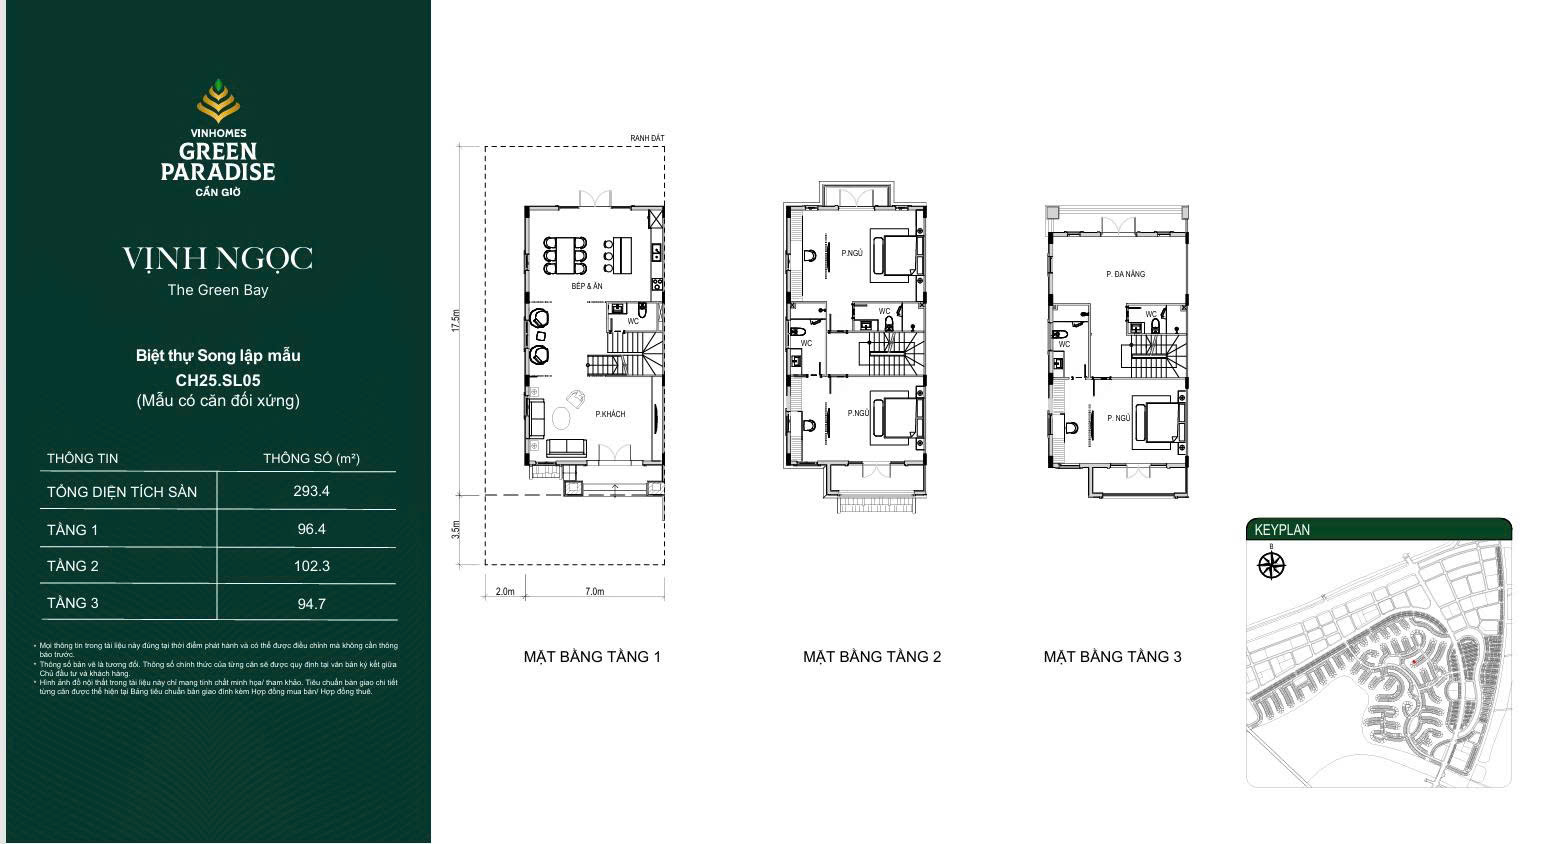 VINHOMES
GREEN
PARADISE
CẦN GIỜ
VỊNH NGỌC
The Green Bay
Biệt thự Song lập mẫu
CH25.SL05
(Mẫu có căn đối xứng)
THÔNG TIN THÔNG SỐ (m²)
TỔNG DIỆN TÍCH SÀN 293.4
TẦNG 1 96.4
TẦNG 2 102.3
TẦNG 3 94.7
* Mọi thông tin trong tài liệu này đúng tại thời điểm phát hành và có thể được điều chỉnh mà không cần thông
báo trước.
* Thông số bản vẽ là tương đối. Thông số chính thức của từng căn sẽ được quy định tại văn bản ký kết giữa
Chủ đầu tư và khách hàng.
* Hình ảnh đồ nội thất trong tài liệu này chỉ mang tính chất minh họa/ tham khảo. Tiêu chuẩn bàn giao chi tiết
từng căn được thể hiện tại Bảng tiêu chuẩn bàn giao đính kèm Hợp đồng mua bán/ Hợp đồng thuê.
RANH ĐẤT
17.5m
3.5m
2.0m 7.0m
BẾP & ĂN
WC
P.KHÁCH
MẶT BẰNG TẦNG 1
P.NGỦ
WC
WC
P.NGỦ
MẶT BẰNG TẦNG 2
P. ĐA NĂNG
WC
WC
P. NGỦ
MẶT BẰNG TẦNG 3
KEYPLAN
B